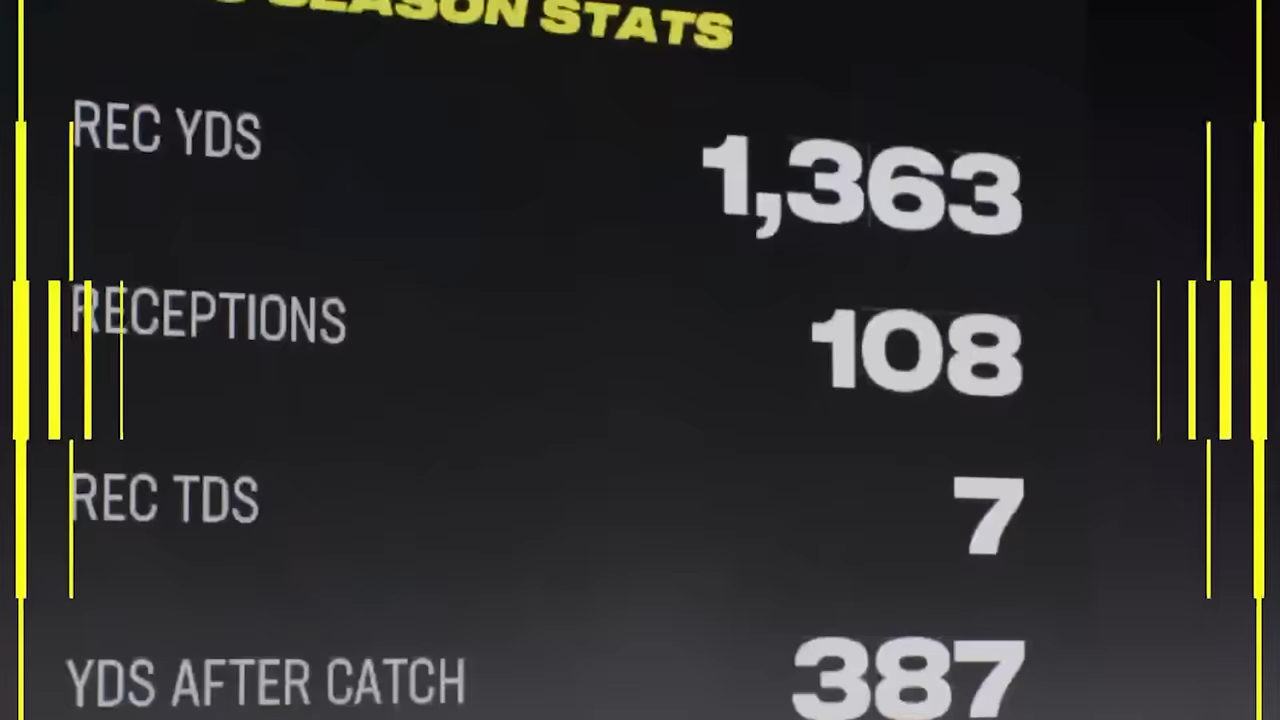 SEASON STATS
REC YDS
1,363
RECEPTIONS
108
REC TDS
7
YDS AFTER CATCH
387